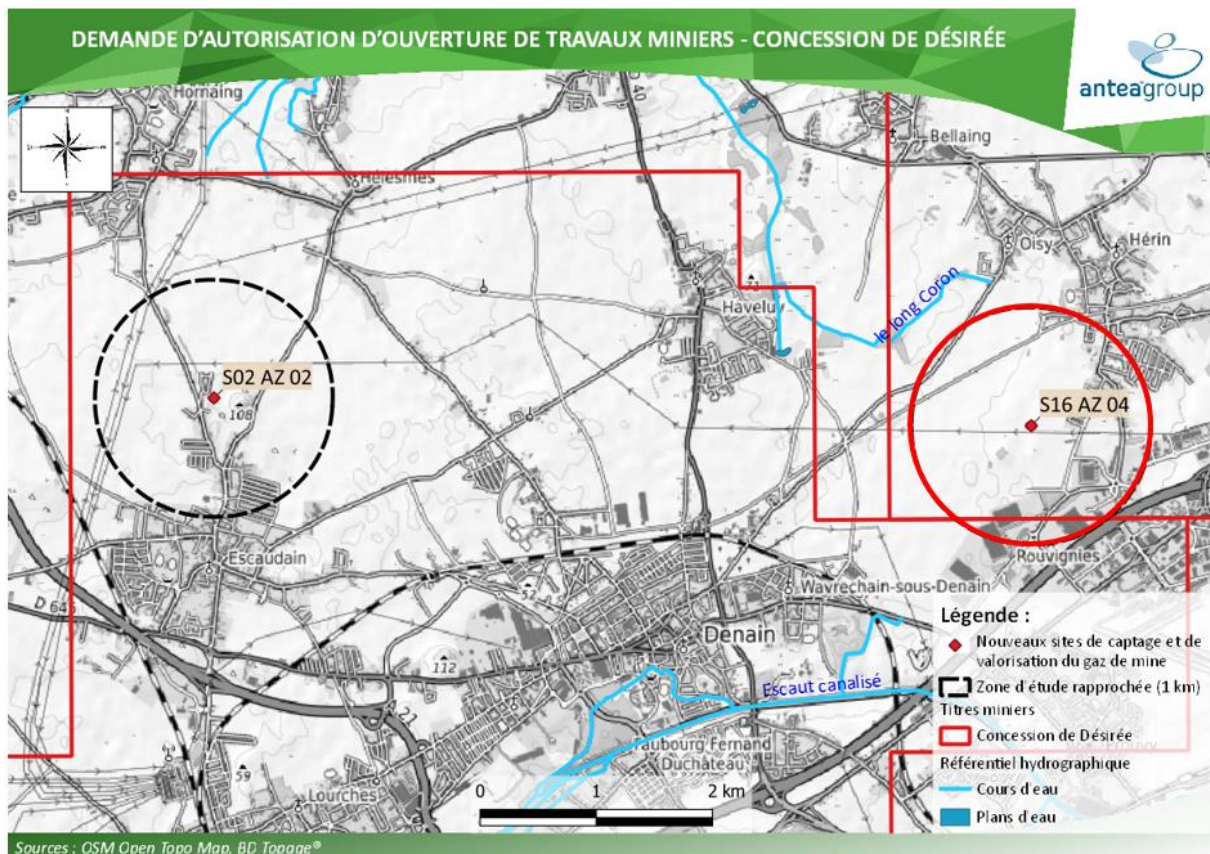 DEMANDE D'AUTORISATION D'OUVERTURE DE TRAVAUX MINIERS - CONCESSION DE DÉSIRÉE
anteagroup
Hornaing
40
Bellaing
Hélesmes
Oisy
Hérin
le long Coron
71
Haveluy
S02 AZ 02
108
S16 AZ 04
Escaudain
Rouvignies
D 645
52
Wavrechain-sous-Denain
Denain
112
Escaut canalisé
A 21
Faubourg Fernand
Duchâteau
59
Lourches
0 1 2 km
Légende :
Nouveaux sites de captage et de
valorisation du gaz de mine
Zone d'étude rapprochée (1 km)
Titres miniers
Concession de Désirée
Référentiel hydrographique
Cours d'eau
Plans d'eau
Sources : OSM Open Topo Map, BD Topage®